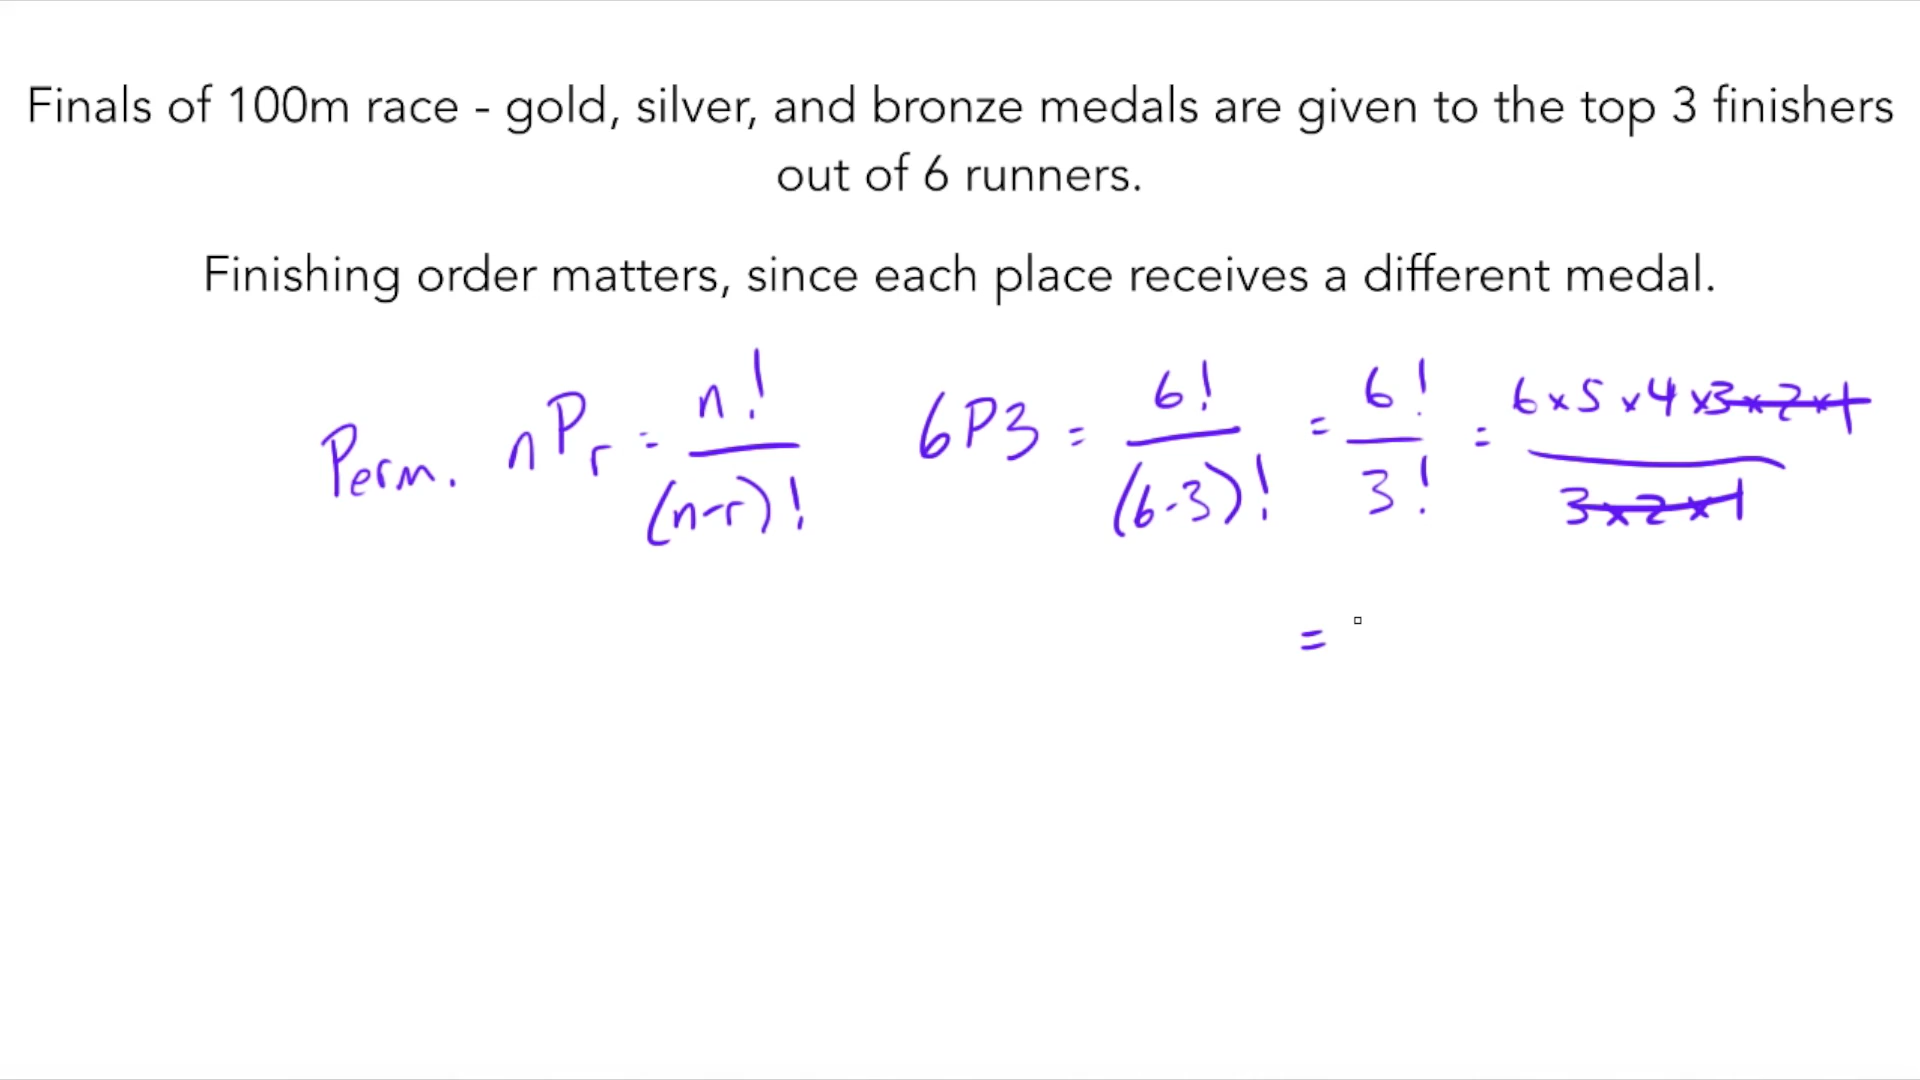 Finals of 100m race - gold, silver, and bronze medals are given to the top 3 finishers
out of 6 runners.
Finishing order matters, since each place receives a different medal.
Perm. nPr = n! / (n-r)! 6P3 = 6! / (6-3)! = 6! / 3! = 6×5×4×3×2×1 / 3×2×1
=